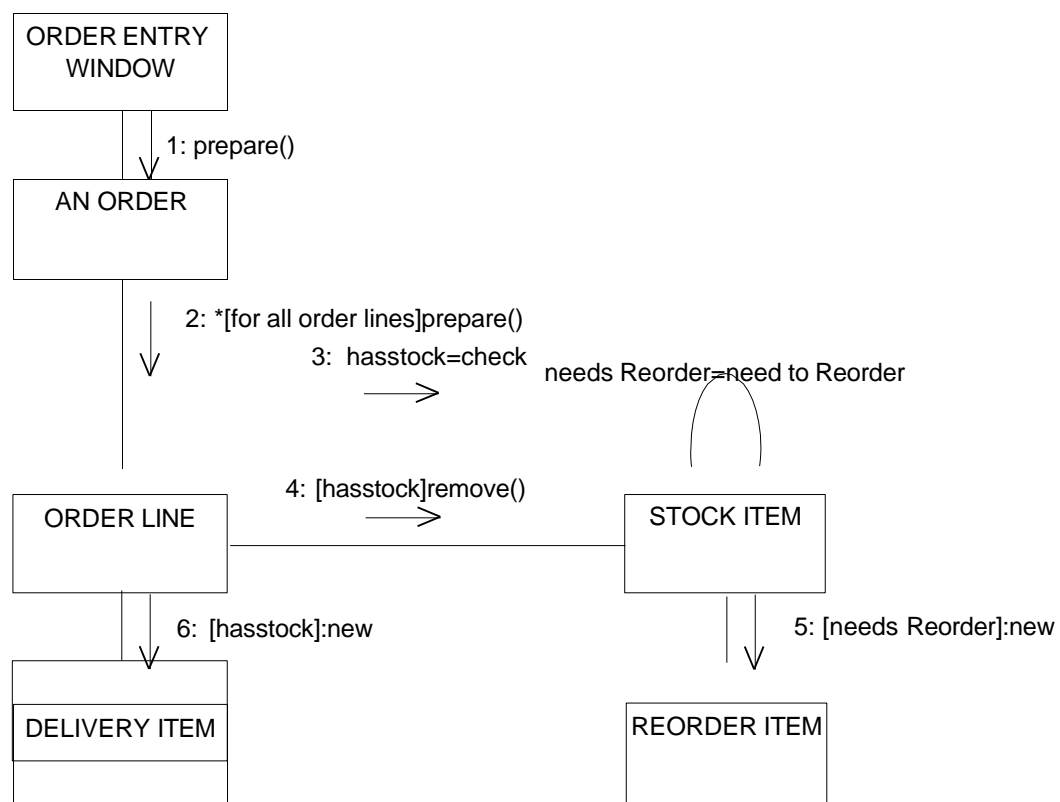 ORDER ENTRY
WINDOW
1: prepare()
AN ORDER
2: *[for all order lines]prepare()
3: hasstock=check
needs Reorder=need to Reorder
4: [hasstock]remove()
ORDER LINE
STOCK ITEM
6: [hasstock]:new
5: [needs Reorder]:new
DELIVERY ITEM
REORDER ITEM